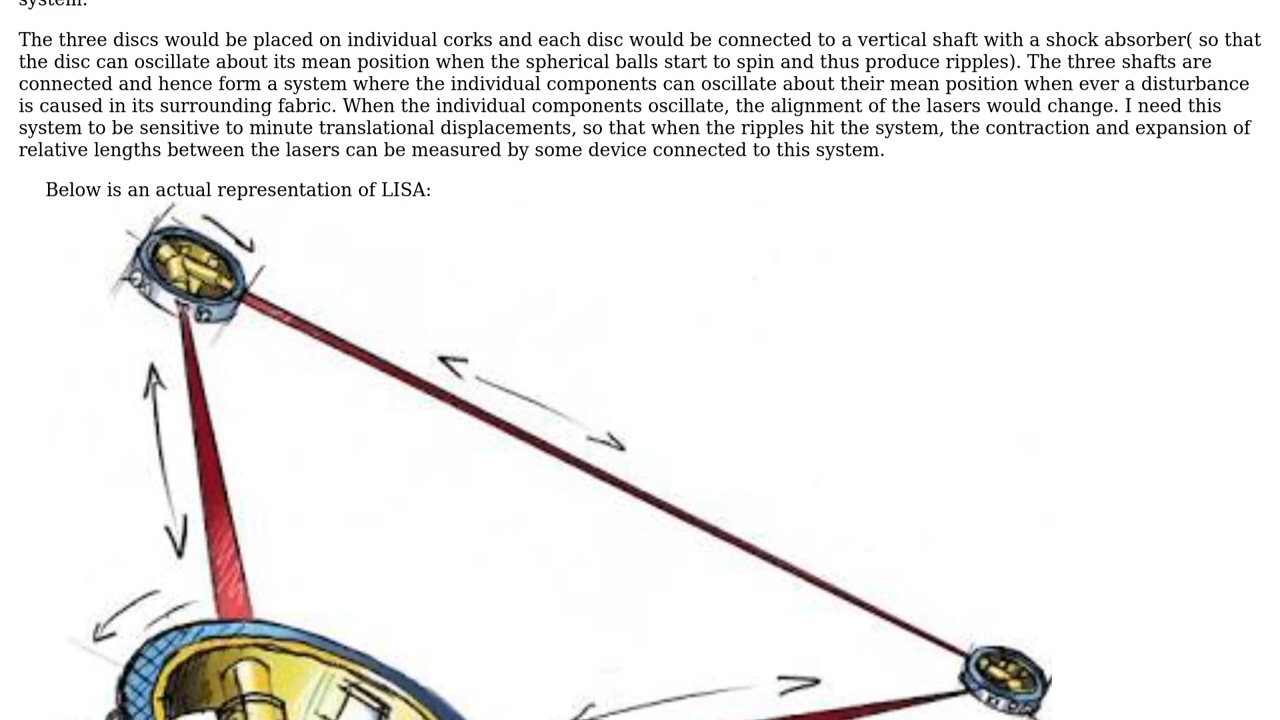 system.
The three discs would be placed on individual corks and each disc would be connected to a vertical shaft with a shock absorber( so that
the disc can oscillate about its mean position when the spherical balls start to spin and thus produce ripples). The three shafts are
connected and hence form a system where the individual components can oscillate about their mean position when ever a disturbance
is caused in its surrounding fabric. When the individual components oscillate, the alignment of the lasers would change. I need this
system to be sensitive to minute translational displacements, so that when the ripples hit the system, the contraction and expansion of
relative lengths between the lasers can be measured by some device connected to this system.
Below is an actual representation of LISA: